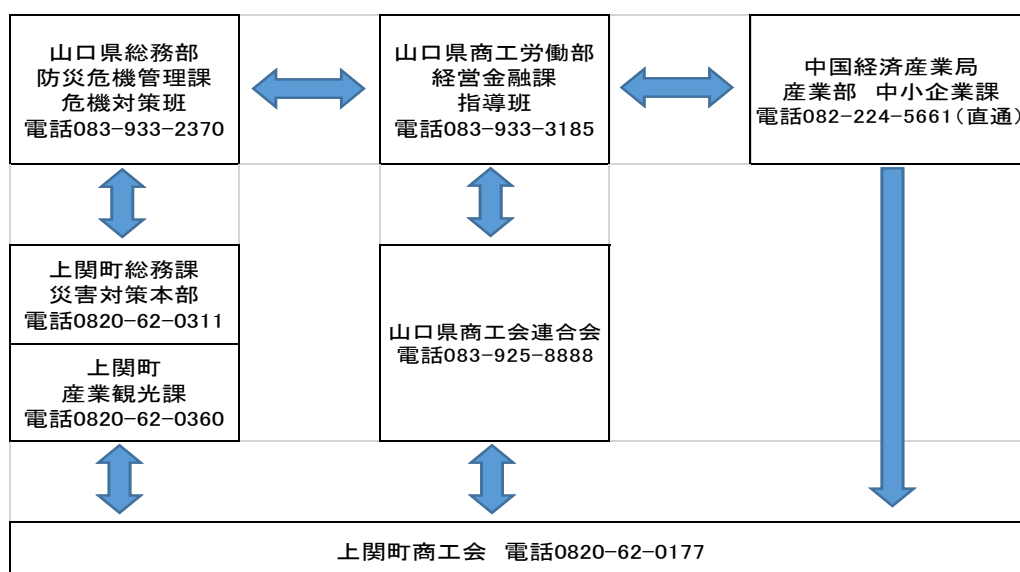 山口県総務部
防災危機管理課
危機対策班
電話083-933-2370
山口県商工労働部
経営金融課
指導班
電話083-933-3185
中国経済産業局
産業部 中小企業課
電話082-224-5661(直通)
上関町総務課
災害対策本部
電話0820-62-0311
上関町
産業観光課
電話0820-62-0360
山口県商工会連合会
電話083-925-8888
上関町商工会 電話0820-62-0177